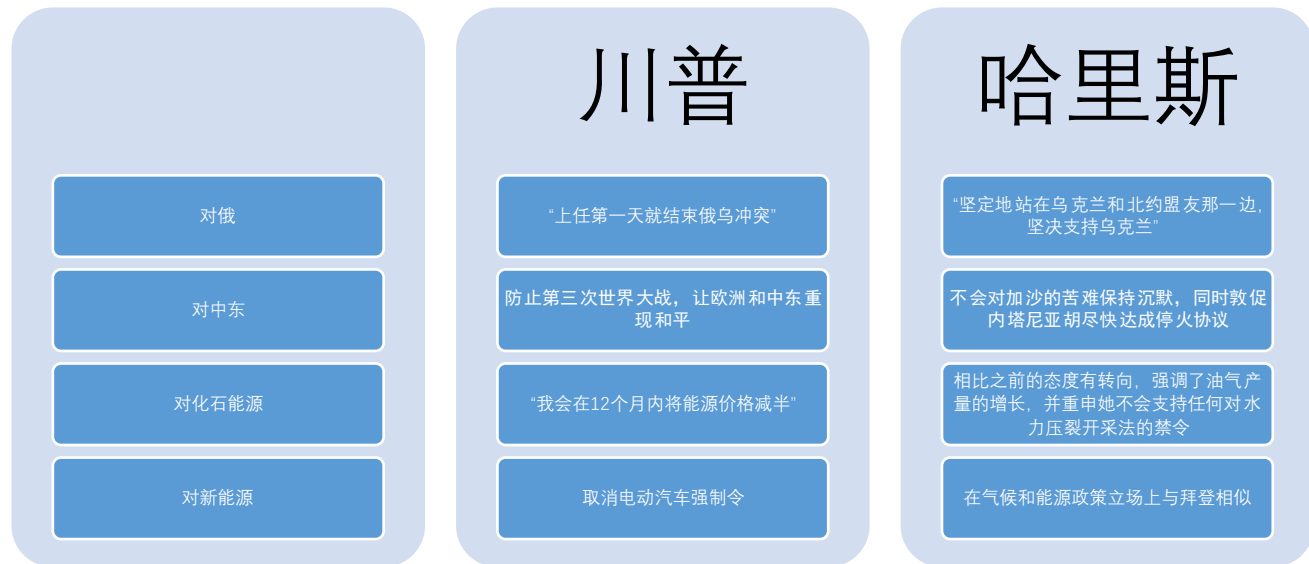 川普
哈里斯
对俄
“上任第一天就结束俄乌冲突”
“坚定地站在乌克兰和北约盟友那一边,
坚决支持乌克兰”
对中东
防止第三次世界大战，让欧洲和中东重
现和平
不会对加沙的苦难保持沉默，同时敦促
内塔尼亚胡尽快达成停火协议
对化石能源
“我会在12个月内将能源价格减半”
相比之前的态度有转向，强调了油气产
量的增长，并重申她不会支持任何对水
力压裂开采法的禁令
对新能源
取消电动汽车强制令
在气候和能源政策立场上与拜登相似